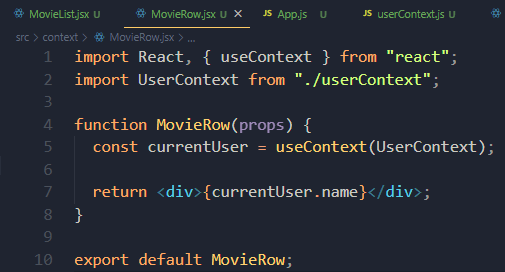 MovieList.jsx U MovieRow.jsx U × JS App.js U JS userContext.js U
src > context > MovieRow.jsx > ...
1 import React, { useContext } from "react";
2 import UserContext from "./userContext";
3
4 function MovieRow(props) {
5 const currentUser = useContext(UserContext);
6
7 return <div>{currentUser.name}</div>;
8 }
9
10 export default MovieRow;